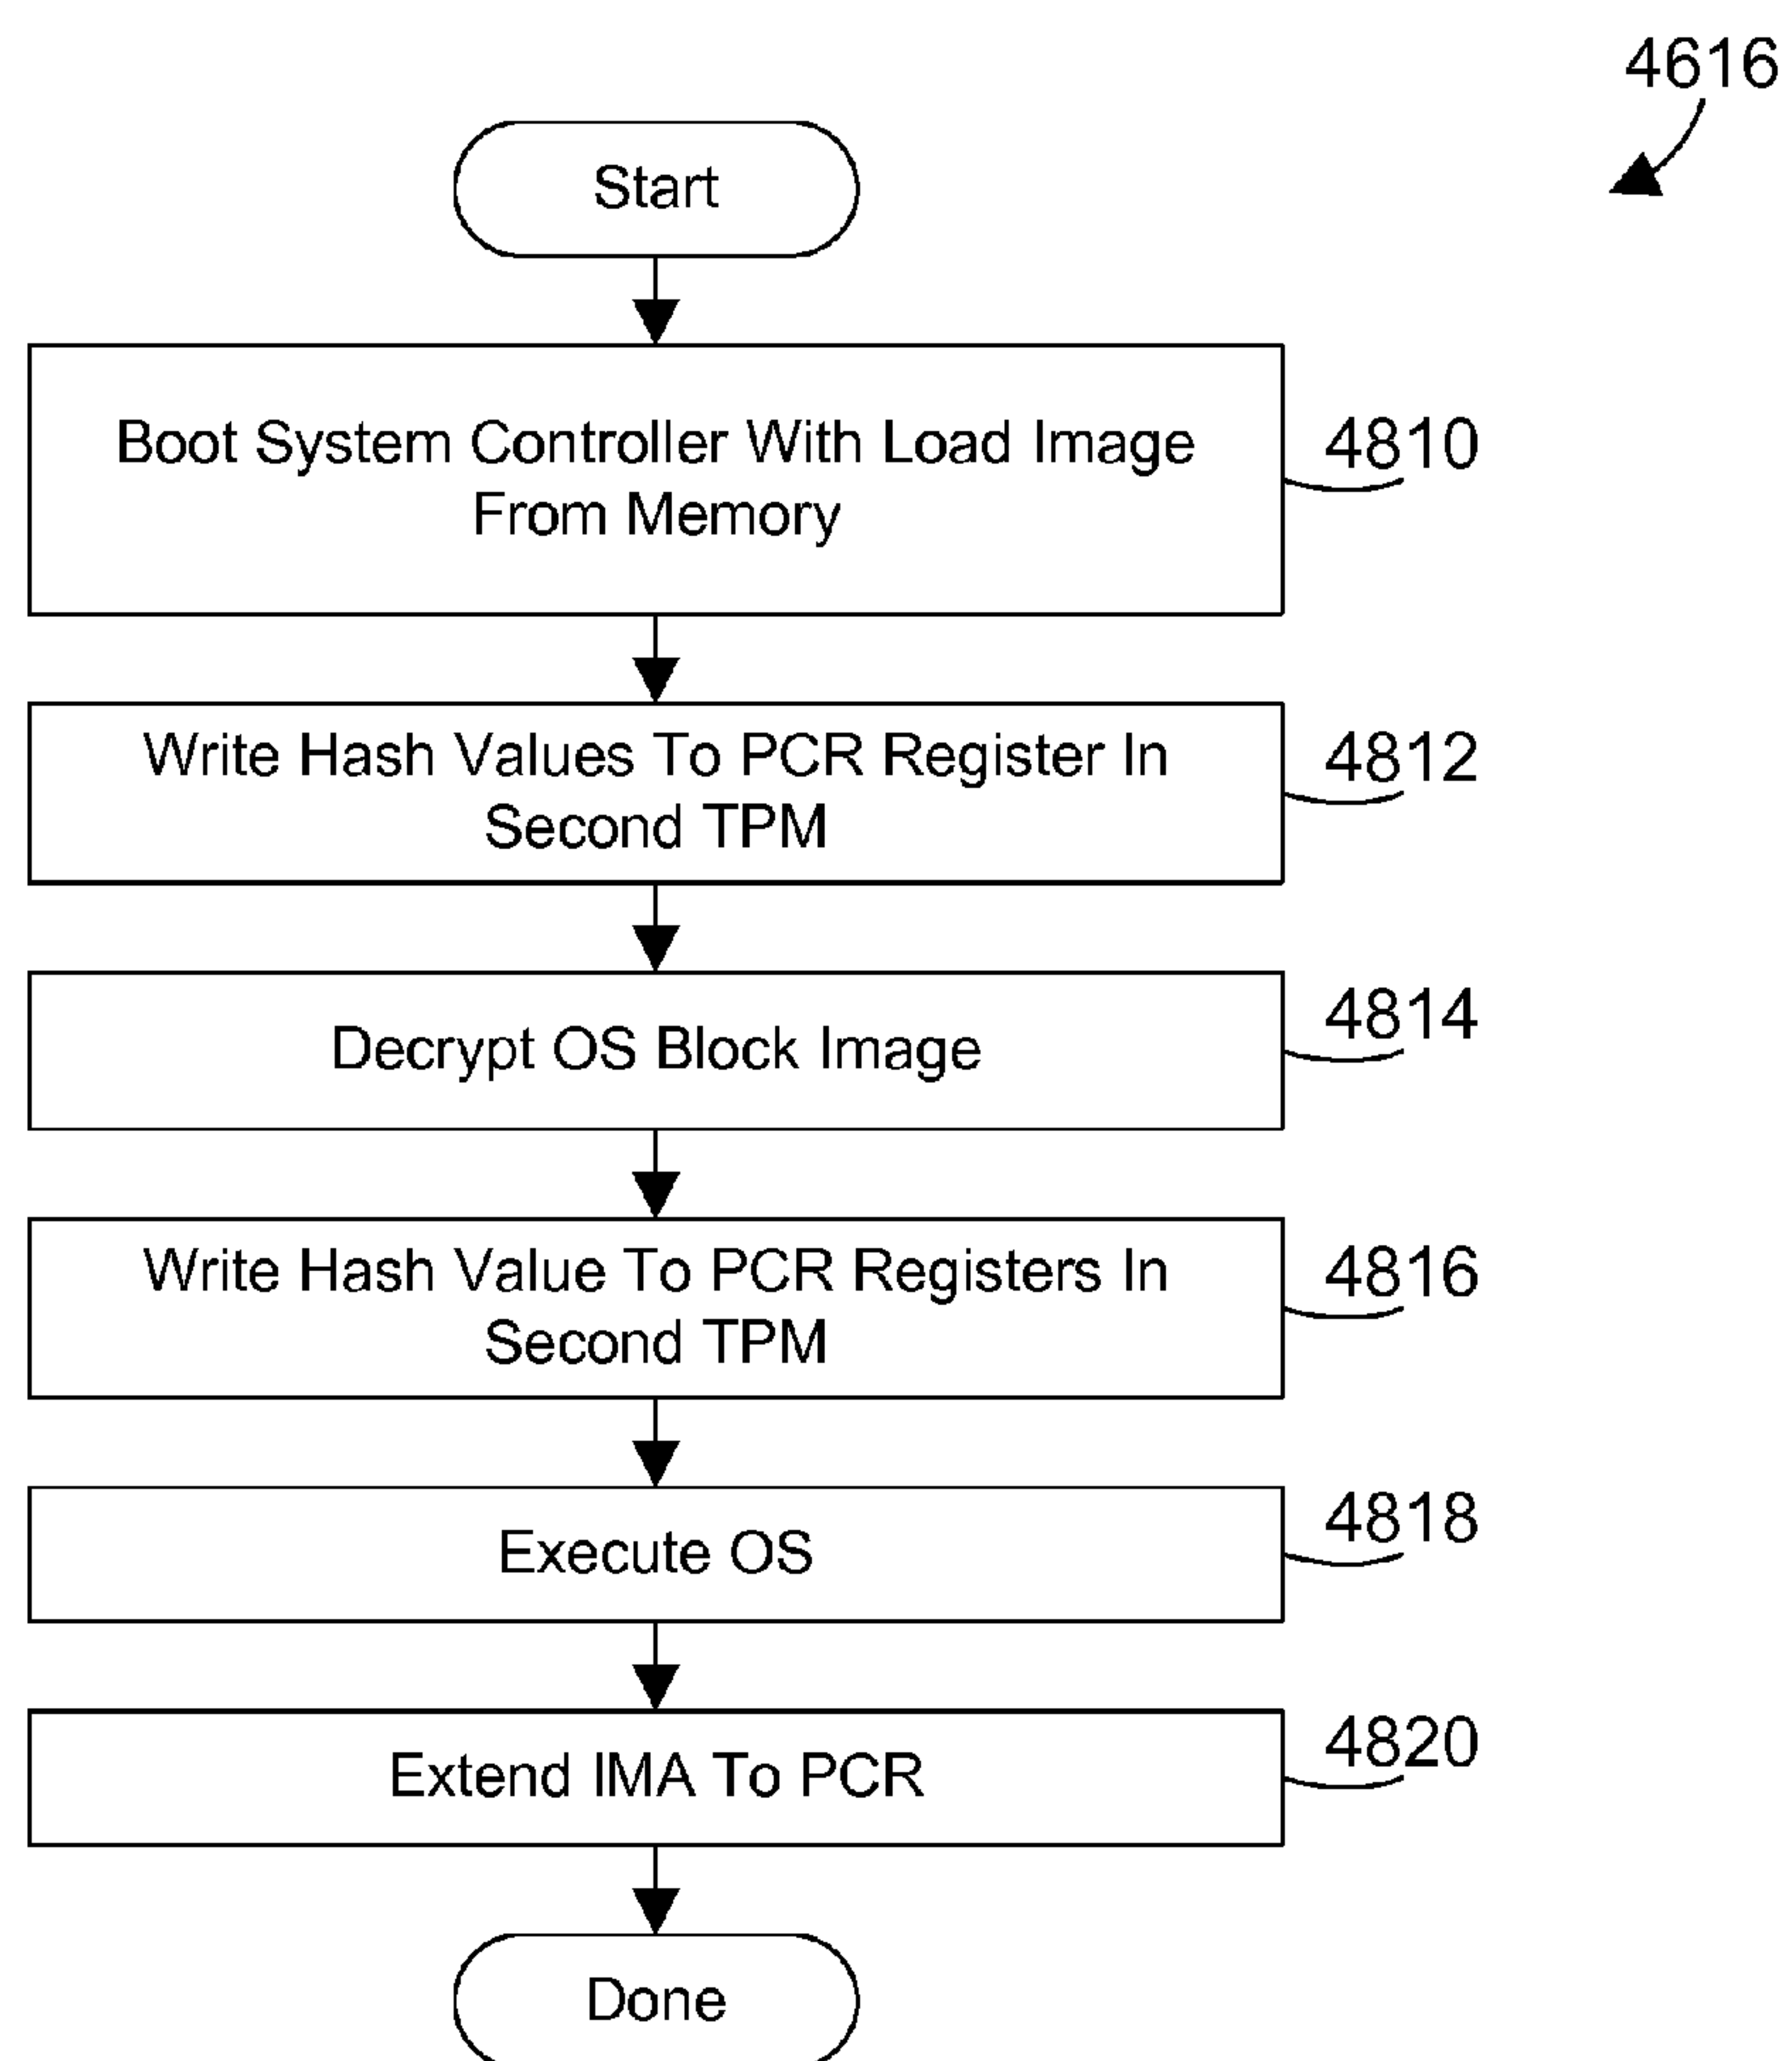 4616
Start
Boot System Controller With Load Image
From Memory
4810
Write Hash Values To PCR Register In
Second TPM
4812
Decrypt OS Block Image
4814
Write Hash Value To PCR Registers In
Second TPM
4816
Execute OS
4818
Extend IMA To PCR
4820
Done